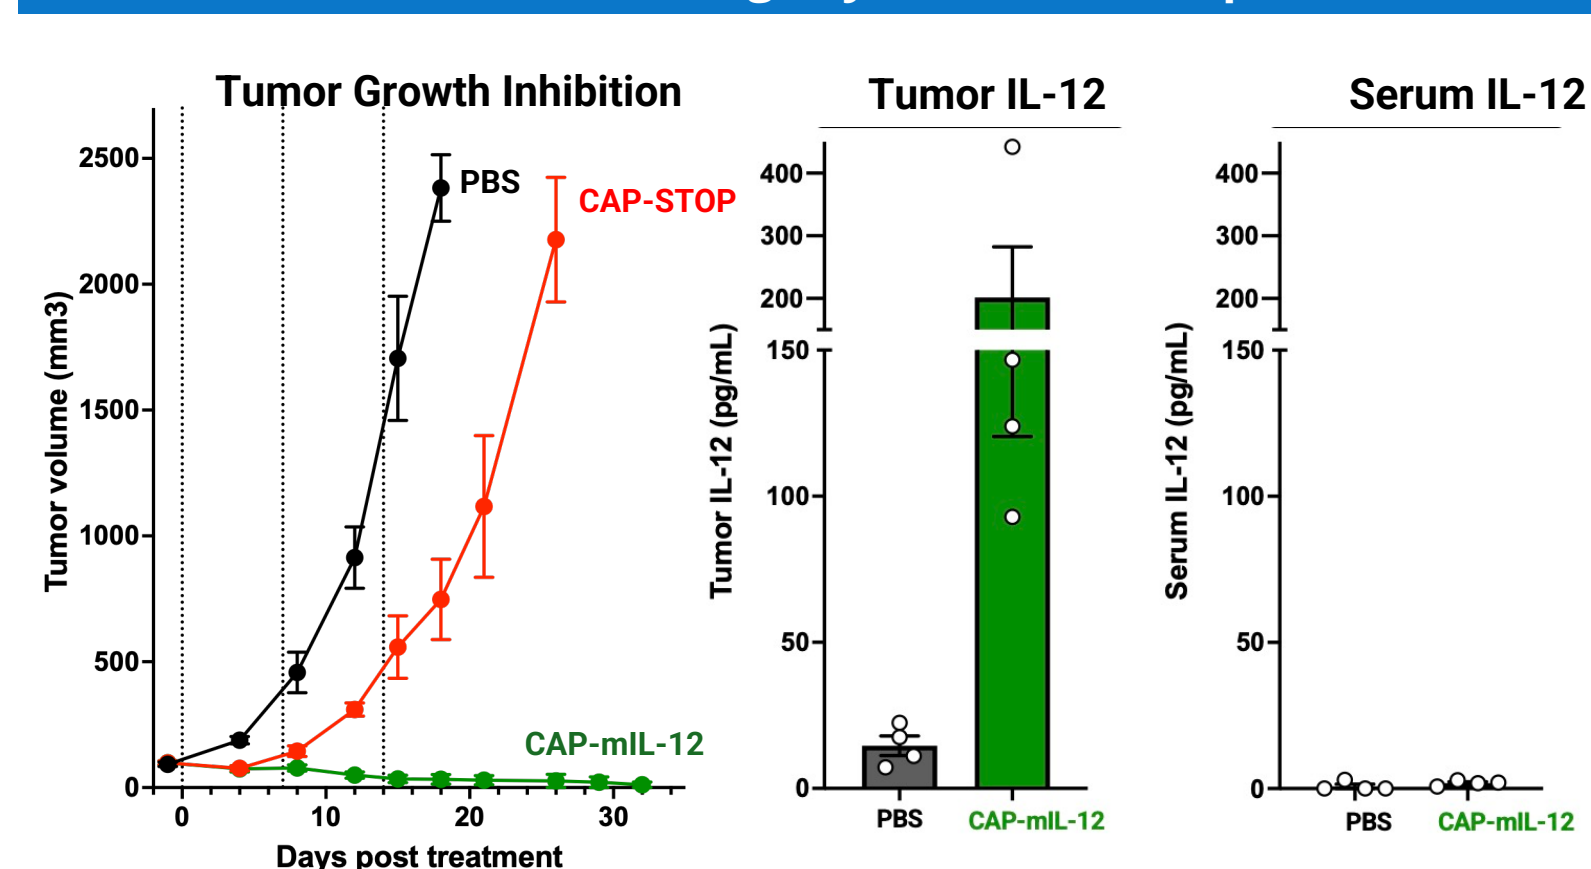 Tumor Growth Inhibition
2500
2000
1500
1000
500
0
Tumor volume (mm3)
PBS
CAP-STOP
CAP-mIL-12
0 10 20 30
Days post treatment
Tumor IL-12
400
300
200
150
100
50
0
Tumor IL-12 (pg/mL)
PBS CAP-mIL-12
Serum IL-12
400
300
200
150
100
50
0
Serum IL-12 (pg/mL)
PBS CAP-mIL-12